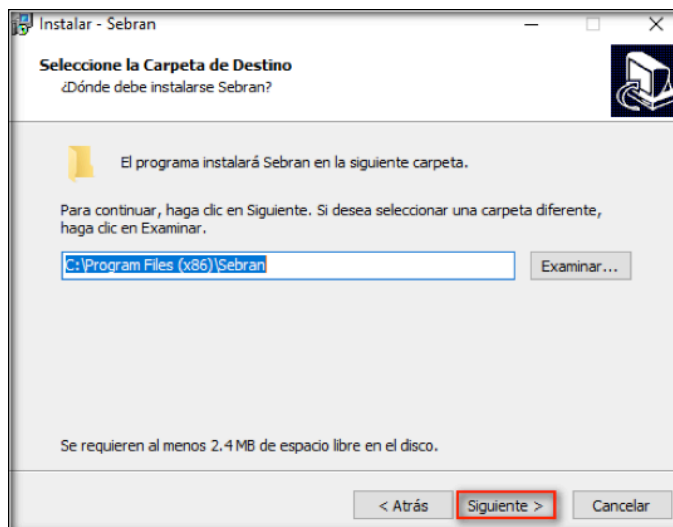 Instalar - Sebran
Seleccione la Carpeta de Destino
¿Dónde debe instalarse Sebran?
El programa instalará Sebran en la siguiente carpeta.
Para continuar, haga clic en Siguiente. Si desea seleccionar una carpeta diferente,
haga clic en Examinar.
C:\Program Files (x86)\Sebran
Examinar...
Se requieren al menos 2.4 MB de espacio libre en el disco.
< Atrás
Siguiente >
Cancelar